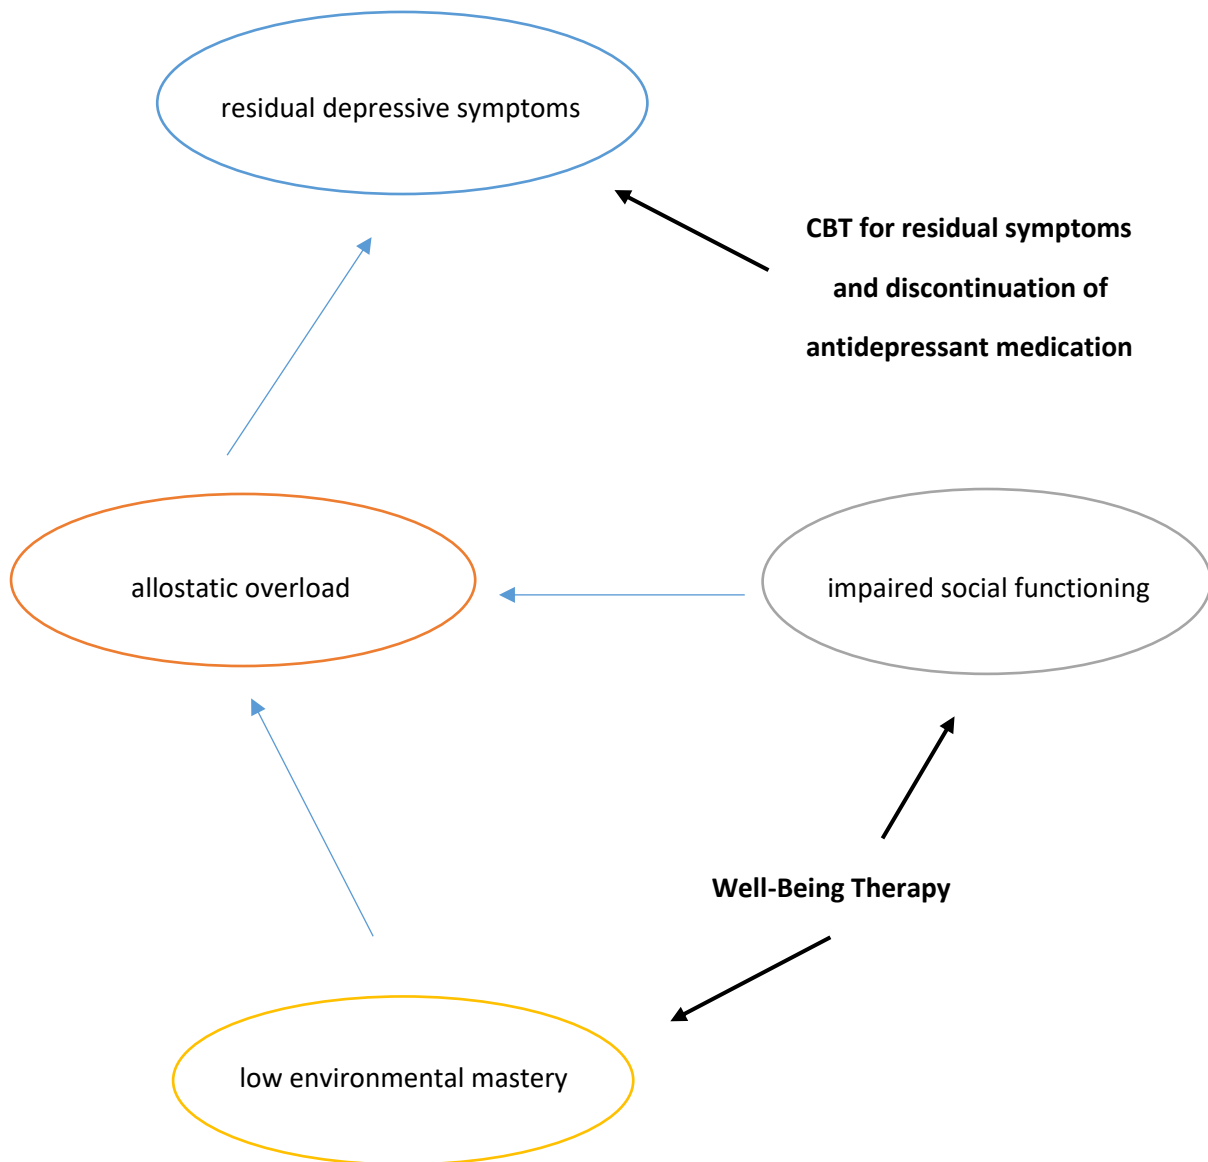 residual depressive symptoms
CBT for residual symptoms
and discontinuation of
antidepressant medication
allostatic overload
impaired social functioning
Well-Being Therapy
low environmental mastery